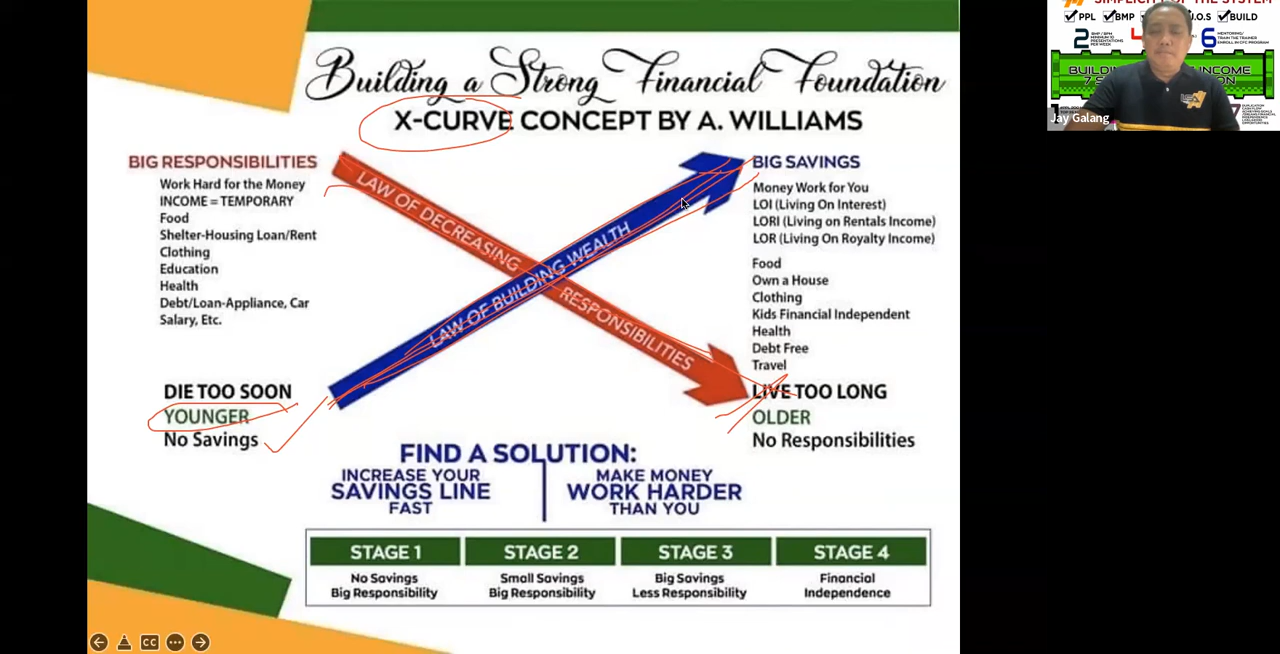 Building a Strong Financial Foundation
X-CURVE CONCEPT BY A. WILLIAMS
BIG RESPONSIBILITIES
Work Hard for the Money
INCOME = TEMPORARY
Food
Shelter-Housing Loan/Rent
Clothing
Education
Health
Debt/Loan-Appliance, Car
Salary, Etc.
DIE TOO SOON
YOUNGER
No Savings
LAW OF DECREASING RESPONSIBILITIES
LAW OF BUILDING WEALTH
BIG SAVINGS
Money Work for You
LOI (Living On Interest)
LORI (Living on Rentals Income)
LOR (Living On Royalty Income)
Food
Own a House
Clothing
Kids Financial Independent
Health
Debt Free
Travel
LIVE TOO LONG
OLDER
No Responsibilities
FIND A SOLUTION:
INCREASE YOUR
SAVINGS LINE
FAST
MAKE MONEY
WORK HARDER
THAN YOU
STAGE 1
No Savings
Big Responsibility
STAGE 2
Small Savings
Big Responsibility
STAGE 3
Big Savings
Less Responsibility
STAGE 4
Financial
Independence
CC
PPL BMP BUILD
2
6
Jay Galang